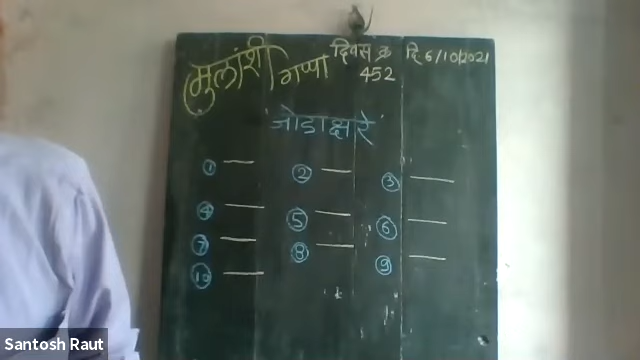 मुलांशी गप्पा दिवस क्र 452 दि 6/10/2021
जोडाक्षरे
① — ② — ③ —
④ — ⑤ — ⑥ —
⑦ — ⑧ — ⑨ —
⑩ —
Santosh Raut